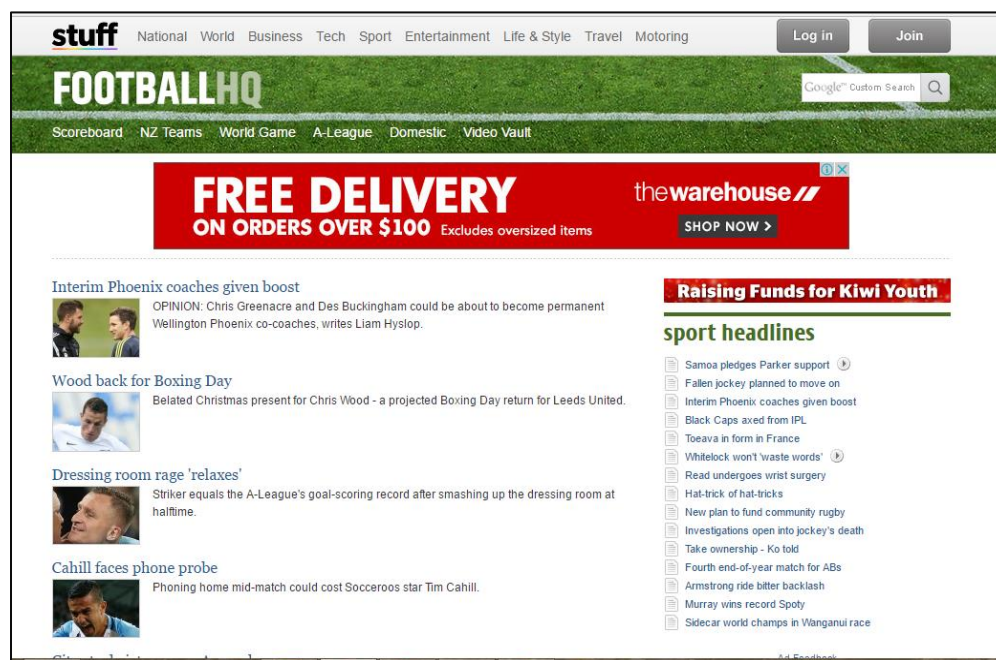 stuff National World Business Tech Sport Entertainment Life & Style Travel Motoring Log in Join
FOOTBALLHQ
Google™ Custom Search
Scoreboard NZ Teams World Game A-League Domestic Video Vault
FREE DELIVERY
ON ORDERS OVER $100 Excludes oversized items
thewarehouse
SHOP NOW >
Interim Phoenix coaches given boost
OPINION: Chris Greenacre and Des Buckingham could be about to become permanent
Wellington Phoenix co-coaches, writes Liam Hyslop.
Wood back for Boxing Day
Belated Christmas present for Chris Wood - a projected Boxing Day return for Leeds United.
Dressing room rage 'relaxes'
Striker equals the A-League's goal-scoring record after smashing up the dressing room at
halftime.
Cahill faces phone probe
Phoning home mid-match could cost Socceroos star Tim Cahill.
Raising Funds for Kiwi Youth
sport headlines
Samoa pledges Parker support
Fallen jockey planned to move on
Interim Phoenix coaches given boost
Black Caps axed from IPL
Toeava in form in France
Whitelock won't 'waste words'
Read undergoes wrist surgery
Hat-trick of hat-tricks
New plan to fund community rugby
Investigations open into jockey's death
Take ownership - Ko told
Fourth end-of-year match for ABs
Armstrong ride bitter backlash
Murray wins record Spoty
Sidecar world champs in Wanganui race
Ad Feedback